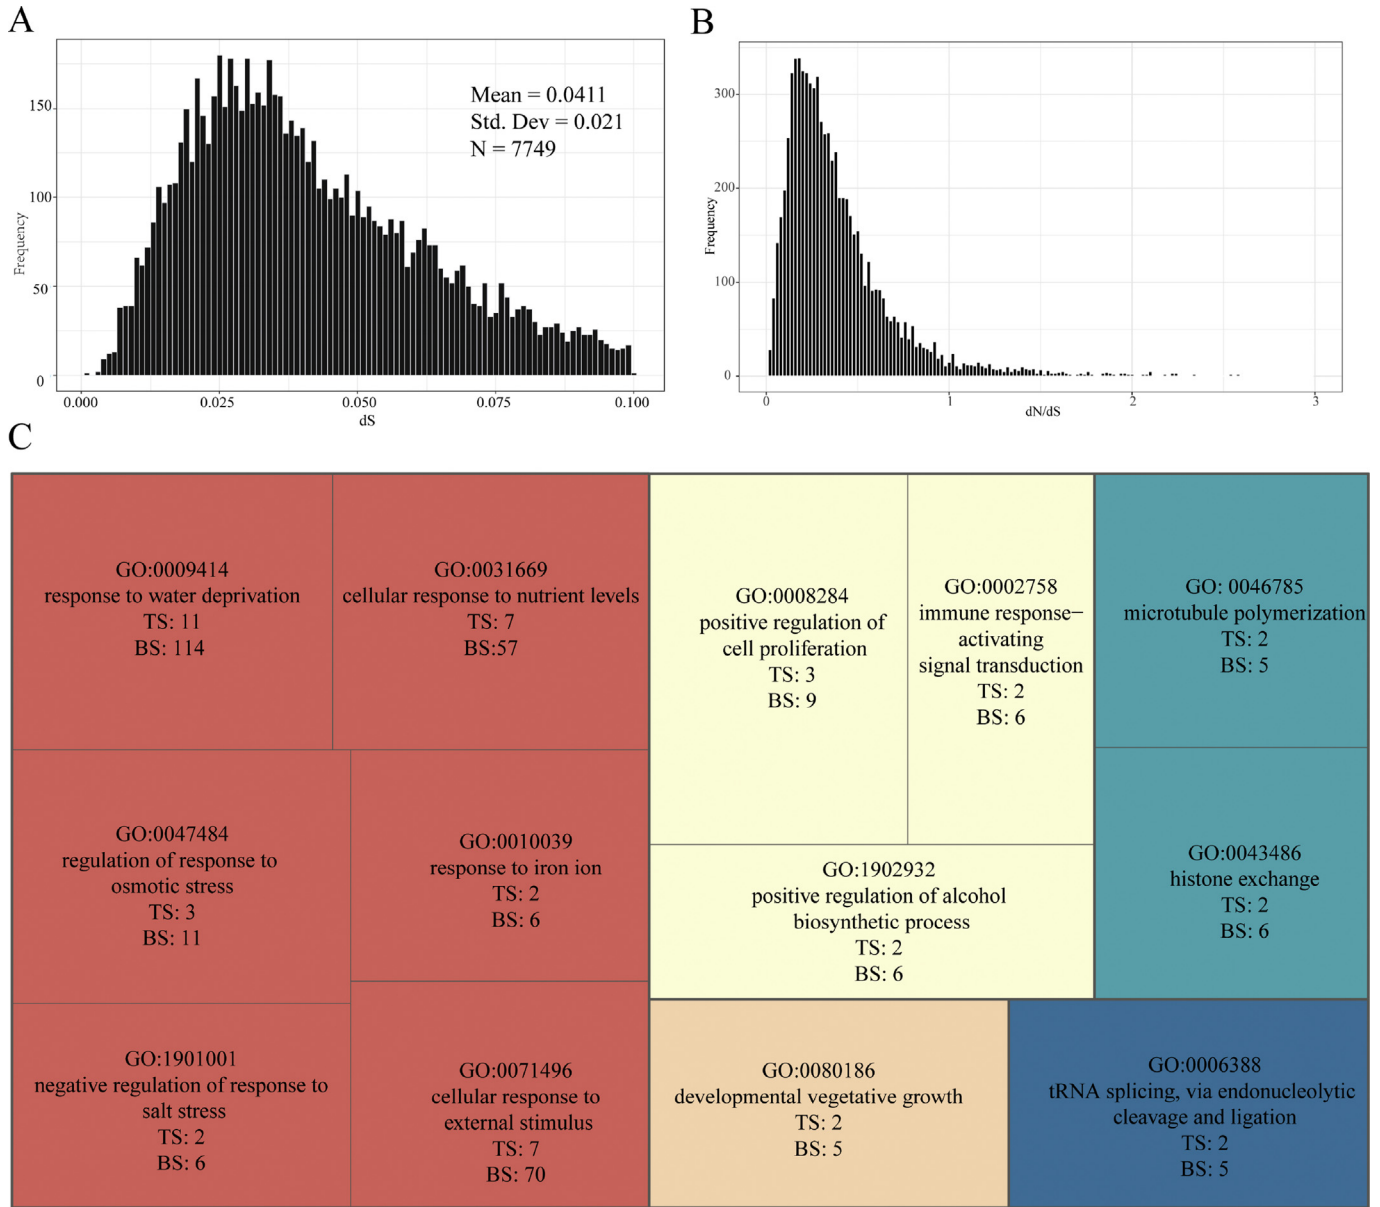 A
Mean = 0.0411
Std. Dev = 0.021
N = 7749
Frequency
150
100
50
0
0.000
0.025
0.050
0.075
0.100
dS
B
Frequency
300
200
100
0
0
1
2
3
dN/dS
C
GO:0009414
response to water deprivation
TS: 11
BS: 114
GO:0031669
cellular response to nutrient levels
TS: 7
BS:57
GO:0008284
positive regulation of
cell proliferation
TS: 3
BS: 9
GO:0002758
immune response−
activating
signal transduction
TS: 2
BS: 6
GO: 0046785
microtubule polymerization
TS: 2
BS: 5
GO:0047484
regulation of response to
osmotic stress
TS: 3
BS: 11
GO:0010039
response to iron ion
TS: 2
BS: 6
GO:1902932
positive regulation of alcohol
biosynthetic process
TS: 2
BS: 6
GO:0043486
histone exchange
TS: 2
BS: 6
GO:1901001
negative regulation of response to
salt stress
TS: 2
BS: 6
GO:0071496
cellular response to
external stimulus
TS: 7
BS: 70
GO:0080186
developmental vegetative growth
TS: 2
BS: 5
GO:0006388
tRNA splicing, via endonucleolytic
cleavage and ligation
TS: 2
BS: 5